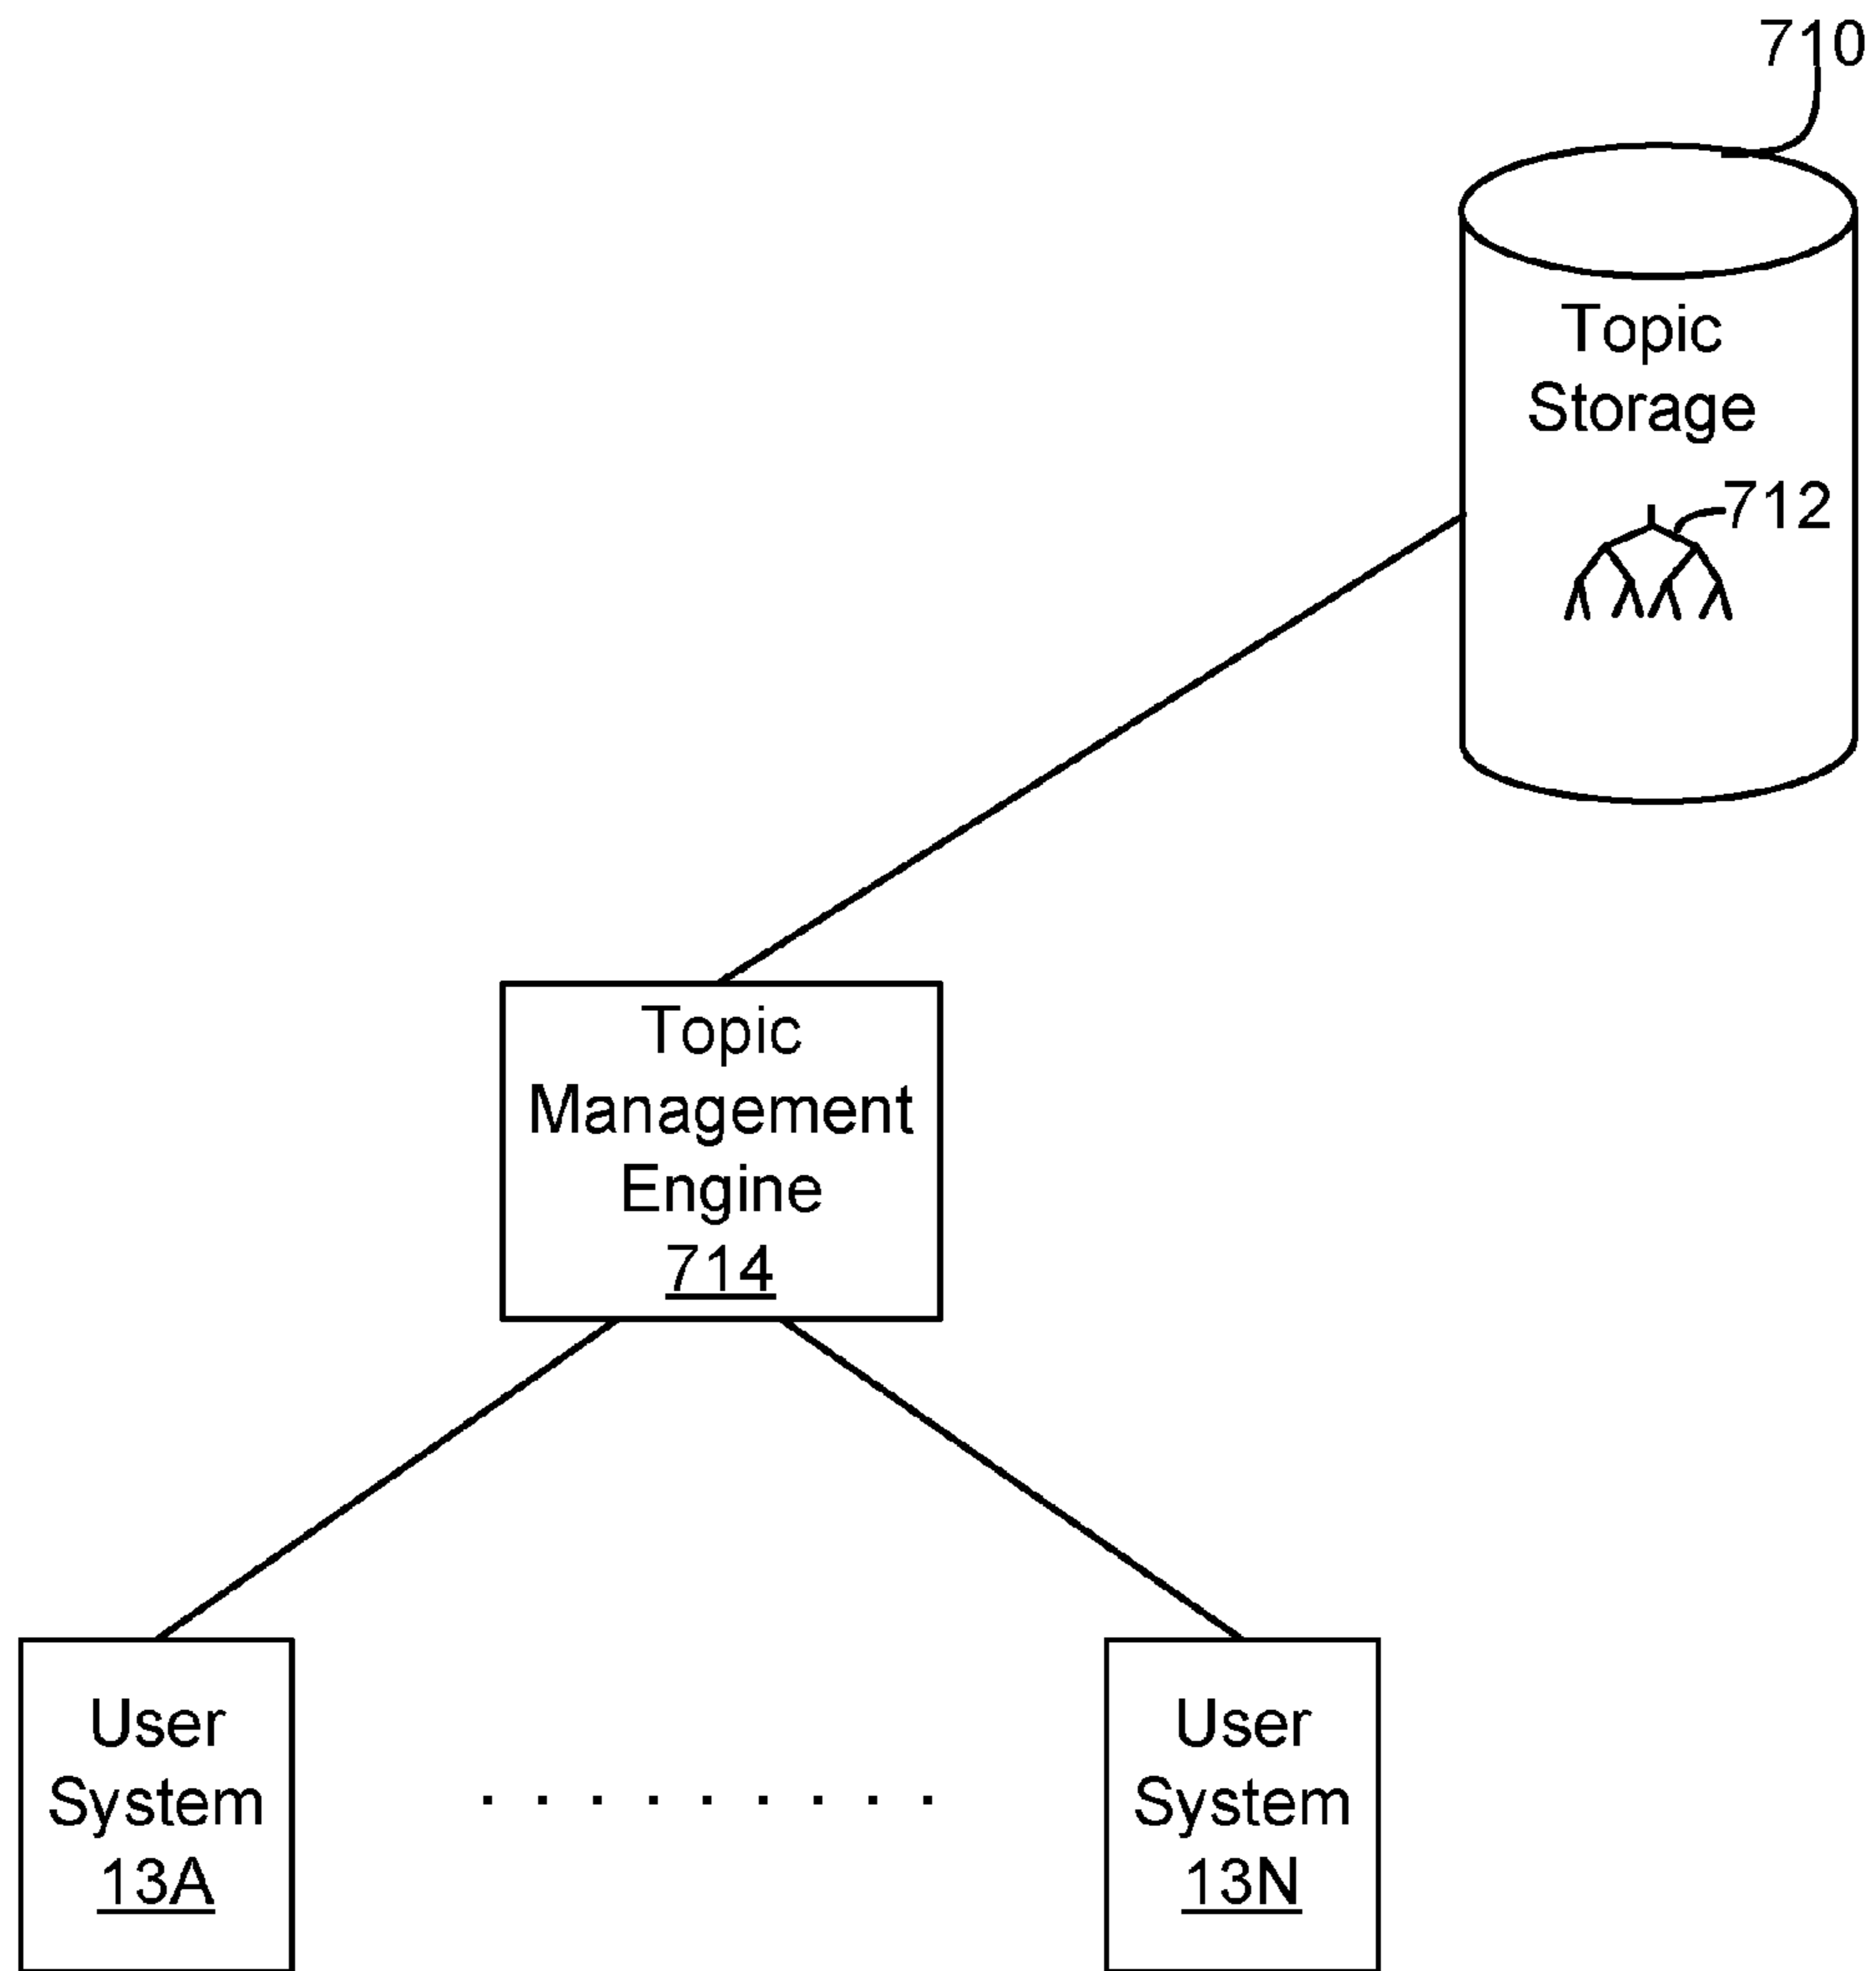 710
Topic
Storage
712
Topic
Management
Engine
714
User
System
13A
User
System
13N